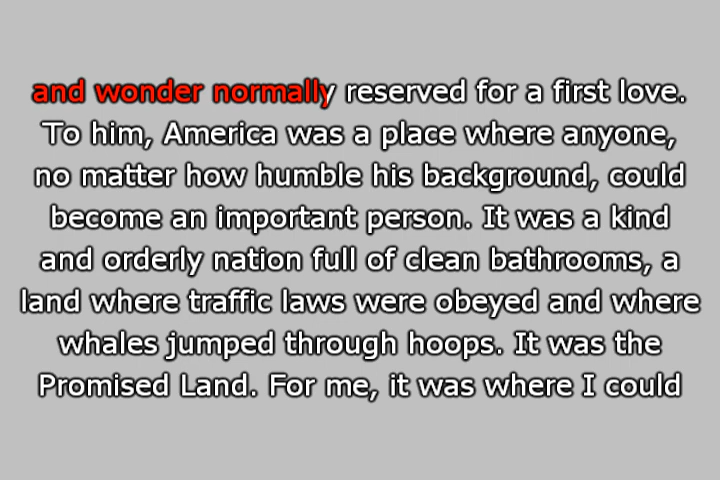 and wonder normally reserved for a first love.
To him, America was a place where anyone,
no matter how humble his background, could
become an important person. It was a kind
and orderly nation full of clean bathrooms, a
land where traffic laws were obeyed and where
whales jumped through hoops. It was the
Promised Land. For me, it was where I could